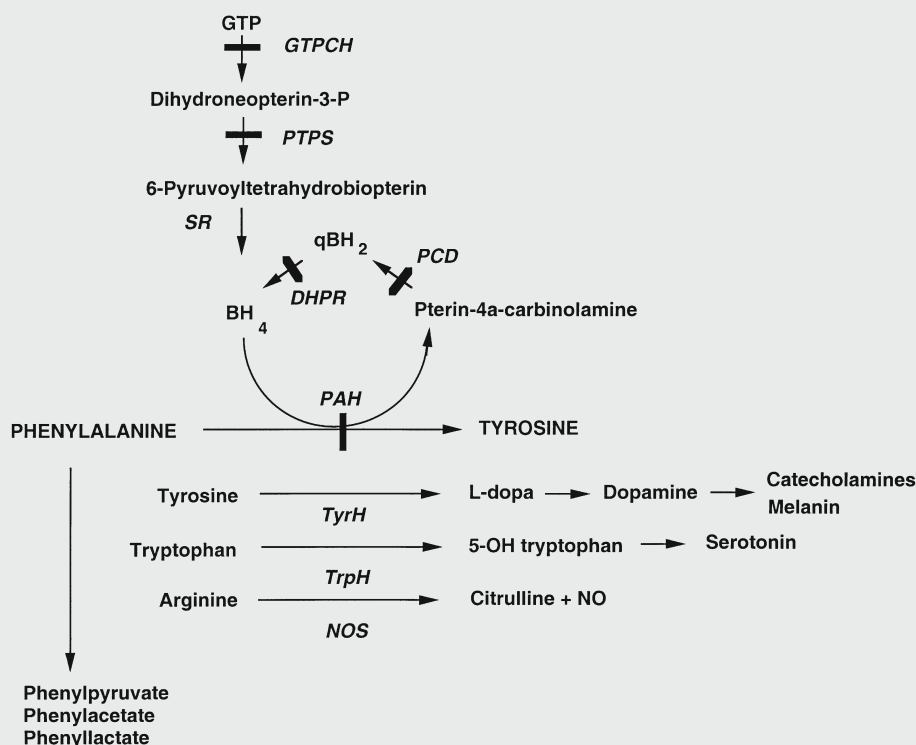 GTP
GTPCH
Dihydroneopterin-3-P
PTPS
6-Pyruvoyltetrahydrobiopterin
SR
qBH2
PCD
DHPR
BH4
Pterin-4a-carbinolamine
PAH
PHENYLALANINE
TYROSINE
Tyrosine
L-dopa
Dopamine
Catecholamines
Melanin
TyrH
Tryptophan
5-OH tryptophan
Serotonin
TrpH
Arginine
Citrulline + NO
NOS
Phenylpyruvate
Phenylacetate
Phenyllactate